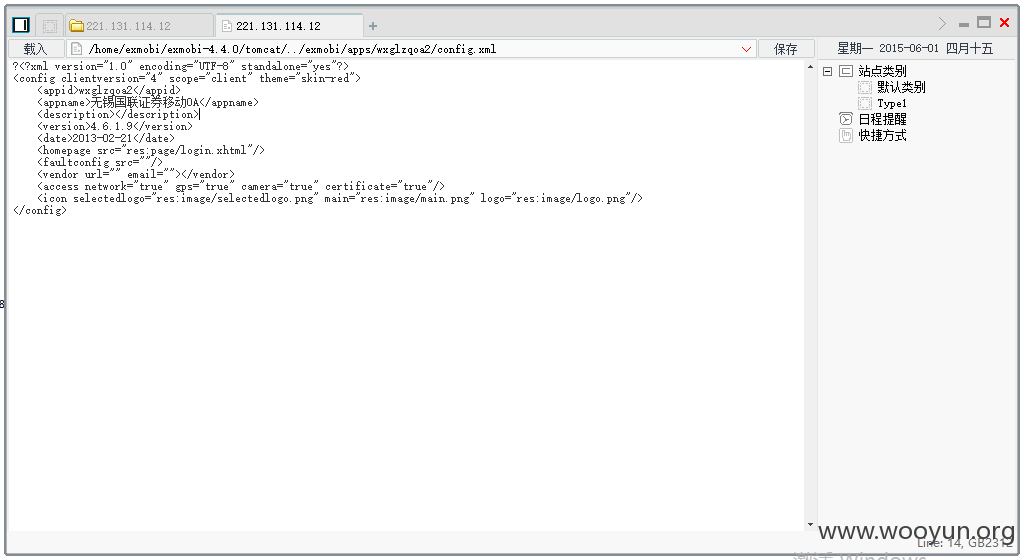 221.131.114.12
221.131.114.12
载入
/home/exmobi/exmobi-4.4.0/tomcat/../exmobi/apps/wxglzqoa2/config.xml
保存
星期一 2015-06-01 四月十五
?<?xml version="1.0" encoding="UTF-8" standalone="yes"?>
<config clientversion="4" scope="client" theme="skin-red">
<appid>wxglzqoa2</appid>
<appname>无锡国联证券移动OA</appname>
<description></description>
<version>4.6.1.9</version>
<date>2013-02-21</date>
<homepage src="res:page/login.xhtml"/>
<faultconfig src=""/>
<vendor url="" email=""></vendor>
<access network="true" gps="true" camera="true" certificate="true"/>
<icon selectedlogo="res:image/selectedlogo.png" main="res:image/main.png" logo="res:image/logo.png"/>
</config>
站点类别
默认类别
Type1
日程提醒
快捷方式
8
www.wooyun.org
Line: 14, GB2312
激活 Windows